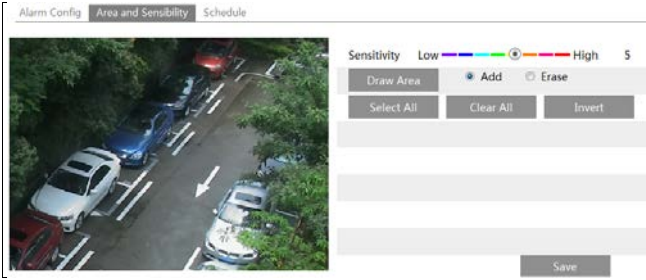 Alarm Config Area and Sensibility Schedule
Sensitivity Low High 5
Draw Area Add Erase
Select All Clear All Invert
Save